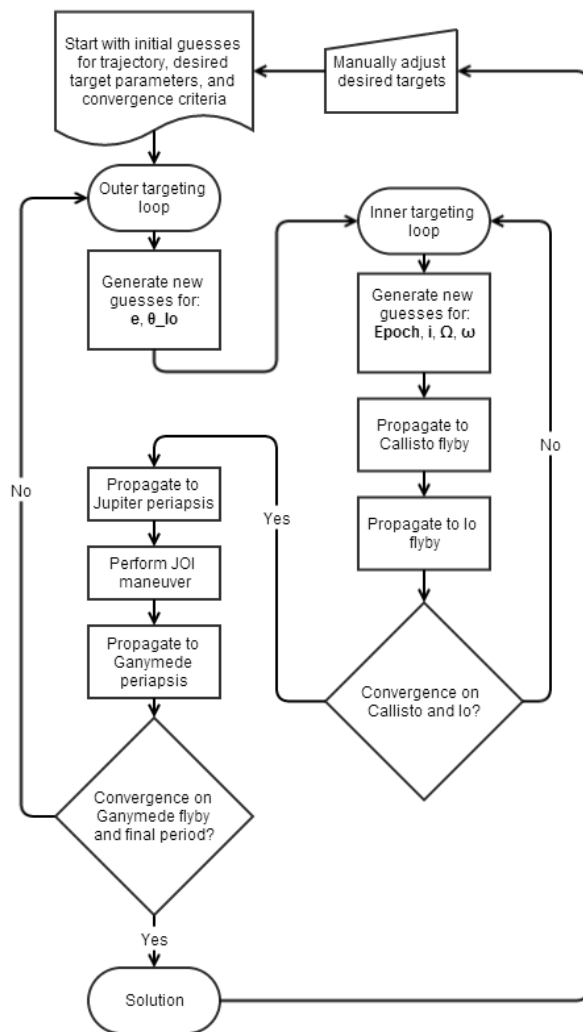 Start with initial guesses
for trajectory, desired
target parameters, and
convergence criteria
Manually adjust
desired targets
Outer targeting
loop
Generate new
guesses for:
e, θ_Io
Inner targeting
loop
Generate new
guesses for:
Epoch, i, Ω, ω
Propagate to
Callisto flyby
Propagate to Io
flyby
Convergence on
Callisto and Io?
No
Yes
Propagate to
Jupiter periapsis
Perform JOI
maneuver
Propagate to
Ganymede
periapsis
Convergence on
Ganymede flyby
and final period?
No
Yes
Solution